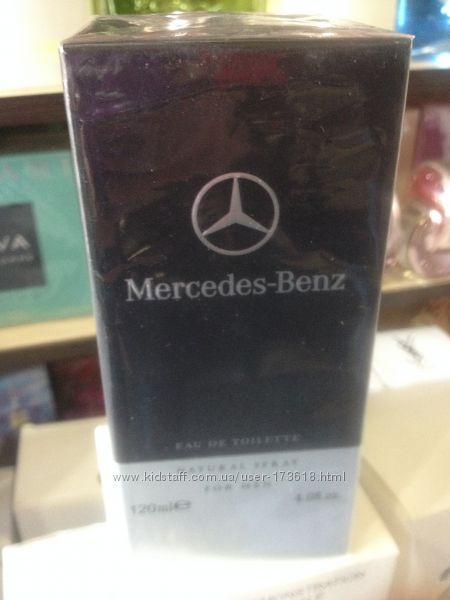 Mercedes-Benz
EAU DE TOILETTE
NATURAL SPRAY
www.kidstaff.com.ua/user-173618.html
FOR MEN
120ml℮ 4.0fl. oz.